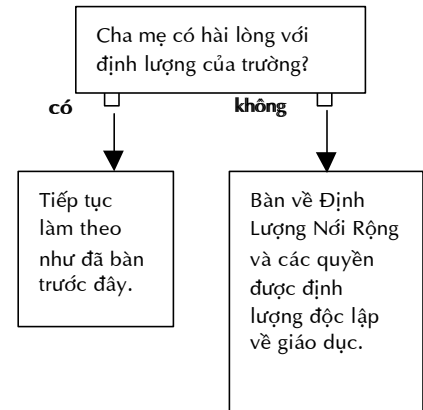 Cha mẹ có hài lòng với
định lượng của trường?
có
không
Tiếp tục
làm theo
như đã bàn
trước đây.
Bàn về Định
Lượng Nới Rộng
và các quyền
được định
lượng độc lập
về giáo dục.